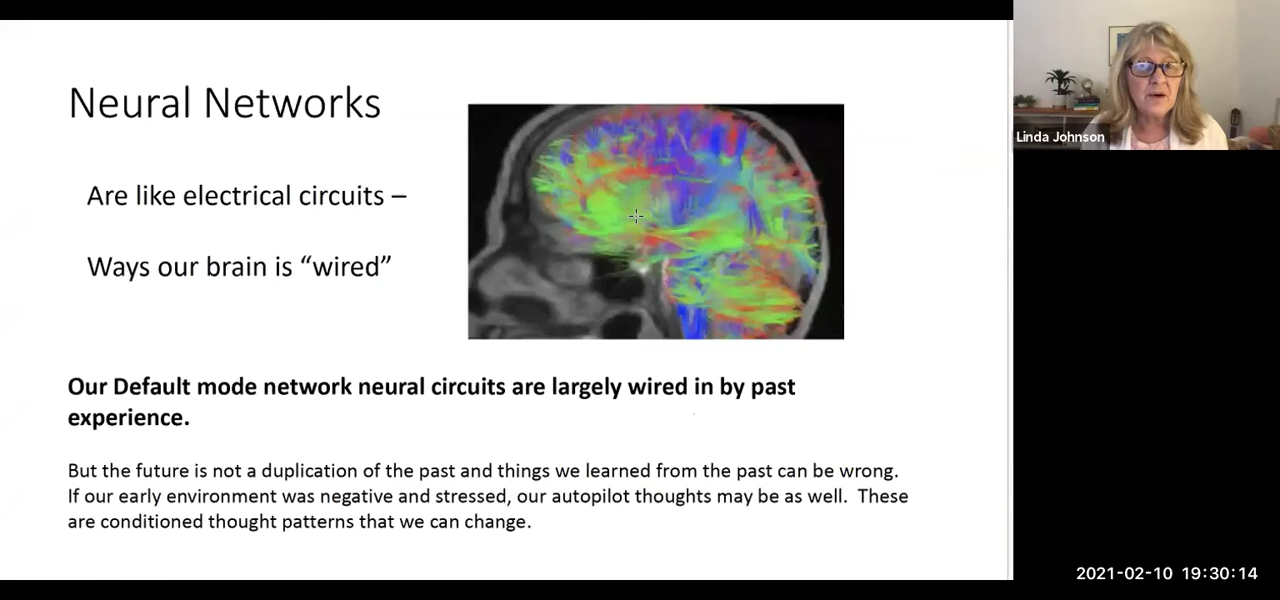 Neural Networks
Are like electrical circuits –
Ways our brain is “wired”
Our Default mode network neural circuits are largely wired in by past
experience.
But the future is not a duplication of the past and things we learned from the past can be wrong.
If our early environment was negative and stressed, our autopilot thoughts may be as well.  These
are conditioned thought patterns that we can change.
Linda Johnson
2021-02-10 19:30:14